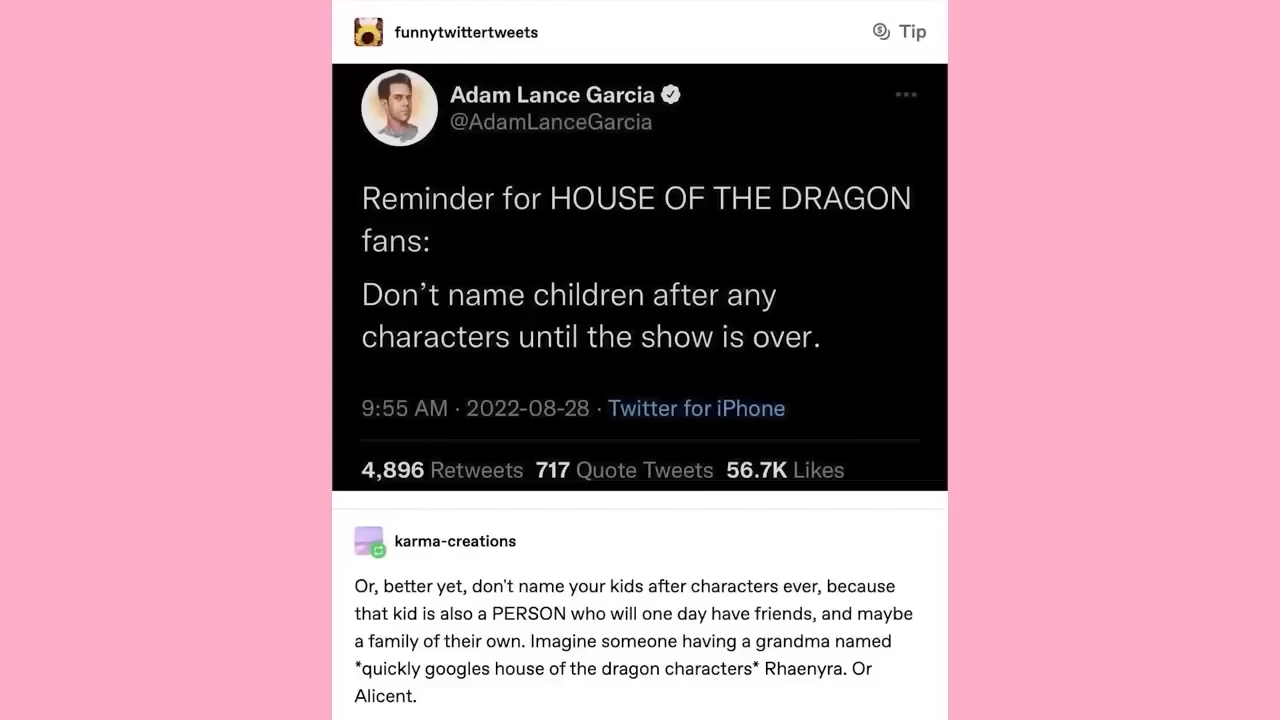 funnytwittertweets
Tip
Adam Lance Garcia
@AdamLanceGarcia
Reminder for HOUSE OF THE DRAGON
fans:
Don’t name children after any
characters until the show is over.
9:55 AM · 2022-08-28 · Twitter for iPhone
4,896 Retweets 717 Quote Tweets 56.7K Likes
karma-creations
Or, better yet, don't name your kids after characters ever, because
that kid is also a PERSON who will one day have friends, and maybe
a family of their own. Imagine someone having a grandma named
*quickly googles house of the dragon characters* Rhaenyra. Or
Alicent.